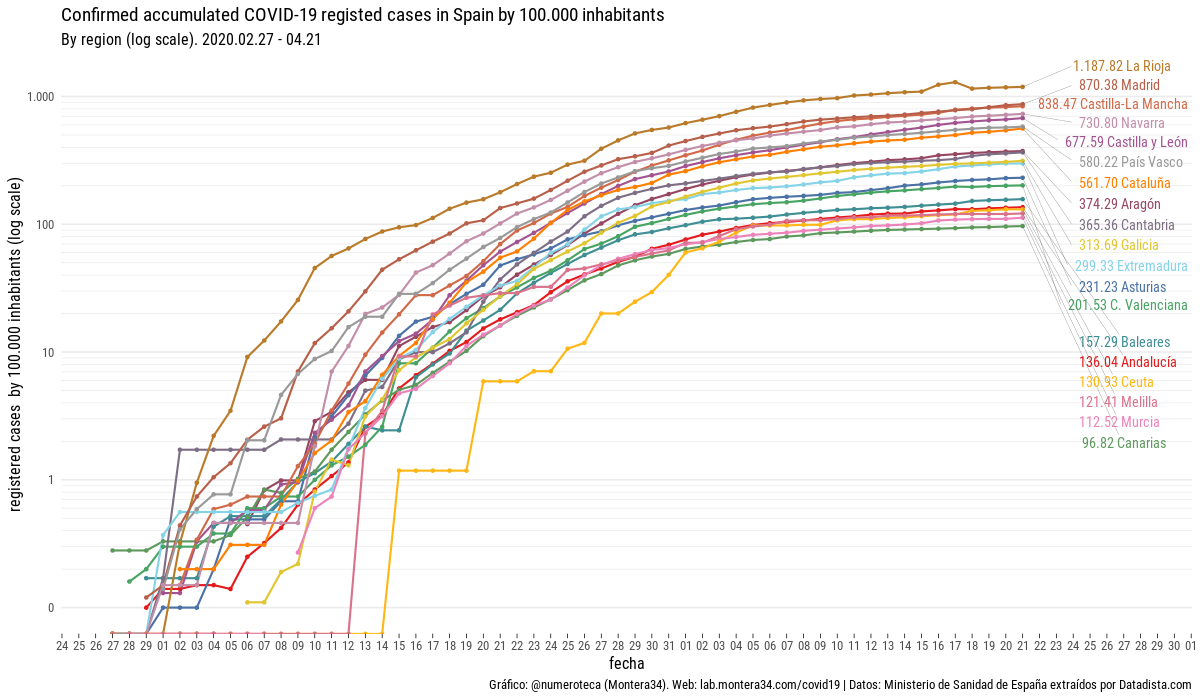 Confirmed accumulated COVID-19 registed cases in Spain by 100.000 inhabitants
By region (log scale). 2020.02.27 - 04.21
registered cases  by 100.000 inhabitants (log scale)
1.000
100
10
1
0
1.187.82 La Rioja
870.38 Madrid
838.47 Castilla-La Mancha
730.80 Navarra
677.59 Castilla y León
580.22 País Vasco
561.70 Cataluña
374.29 Aragón
365.36 Cantabria
313.69 Galicia
299.33 Extremadura
231.23 Asturias
201.53 C. Valenciana
157.29 Baleares
136.04 Andalucía
130.93 Ceuta
121.41 Melilla
112.52 Murcia
96.82 Canarias
24 25 26 27 28 29 01 02 03 04 05 06 07 08 09 10 11 12 13 14 15 16 17 18 19 20 21 22 23 24 25 26 27 28 29 30 31 01 02 03 04 05 06 07 08 09 10 11 12 13 14 15 16 17 18 19 20 21 22 23 24 25 26 27 28 29 30 01
fecha
Gráfico: @numeroteca (Montera34). Web: lab.montera34.com/covid19 | Datos: Ministerio de Sanidad de España extraídos por Datadista.com